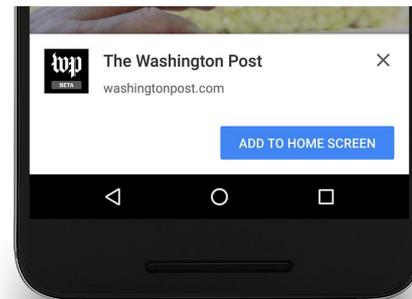 The Washington Post
wp
BETA
washingtonpost.com
ADD TO HOME SCREEN